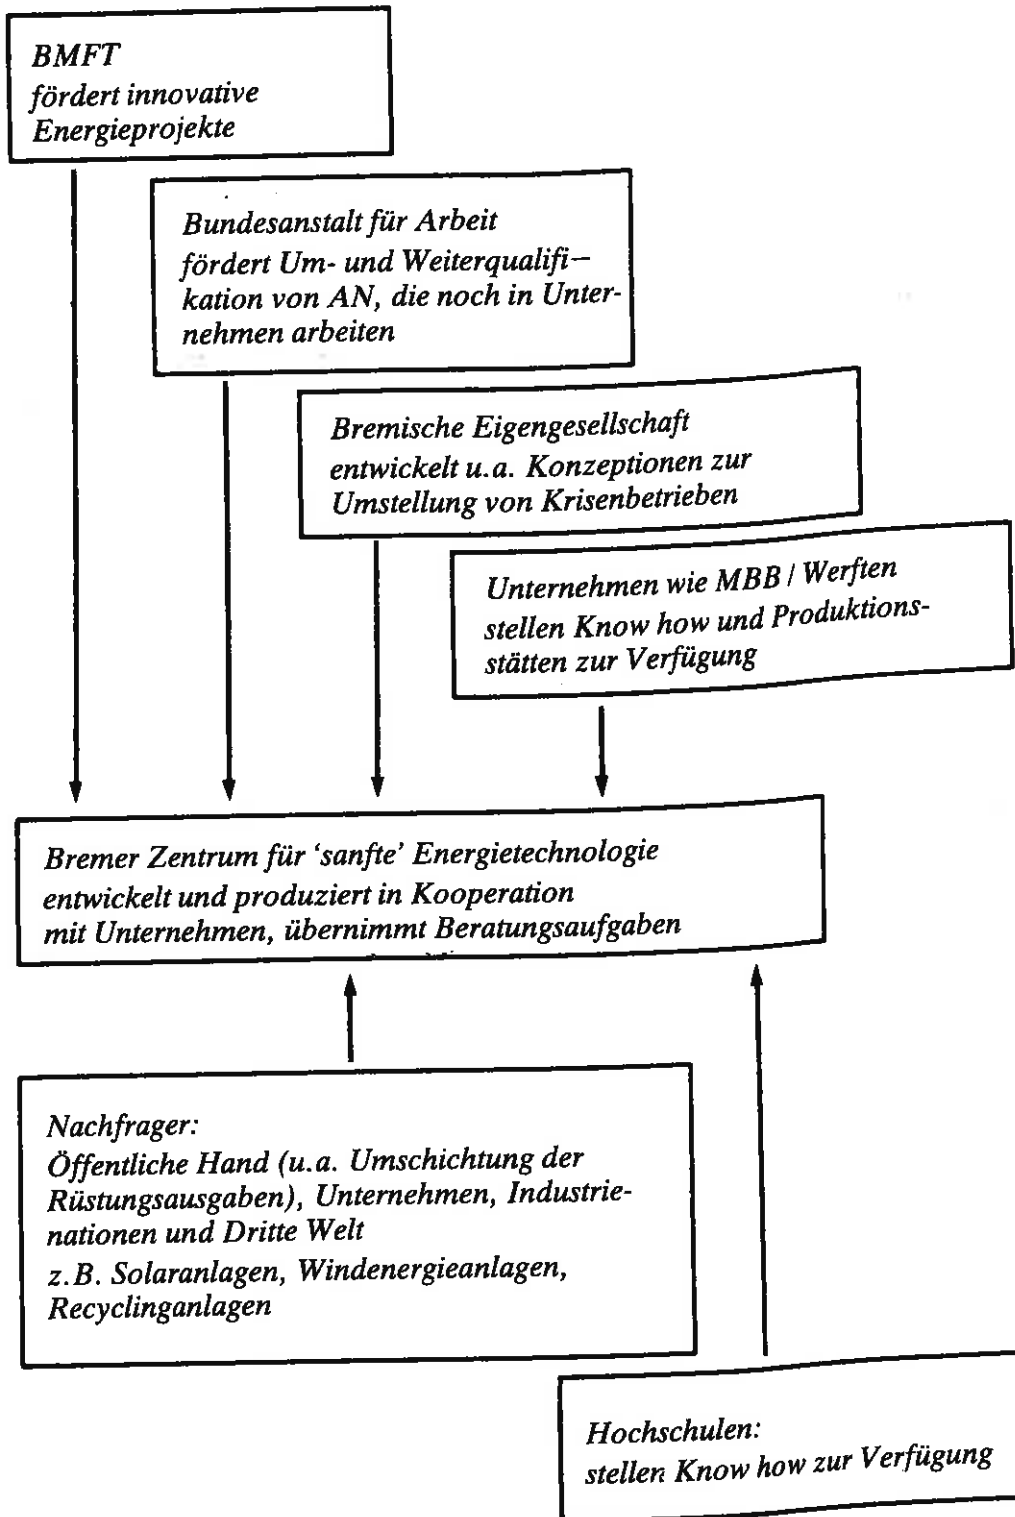 BMFT
fördert innovative
Energieprojekte
Bundesanstalt für Arbeit
fördert Um- und Weiterqualifi-
kation von AN, die noch in Unter-
nehmen arbeiten
Bremische Eigengesellschaft
entwickelt u.a. Konzeptionen zur
Umstellung von Krisenbetrieben
Unternehmen wie MBB / Werften
stellen Know how und Produktions-
stätten zur Verfügung
Bremer Zentrum für ‘sanfte’ Energietechnologie
entwickelt und produziert in Kooperation
mit Unternehmen, übernimmt Beratungsaufgaben
Nachfrager:
Öffentliche Hand (u.a. Umschichtung der
Rüstungsausgaben), Unternehmen, Industrie-
nationen und Dritte Welt
z.B. Solaranlagen, Windenergieanlagen,
Recyclinganlagen
Hochschulen:
stellen Know how zur Verfügung